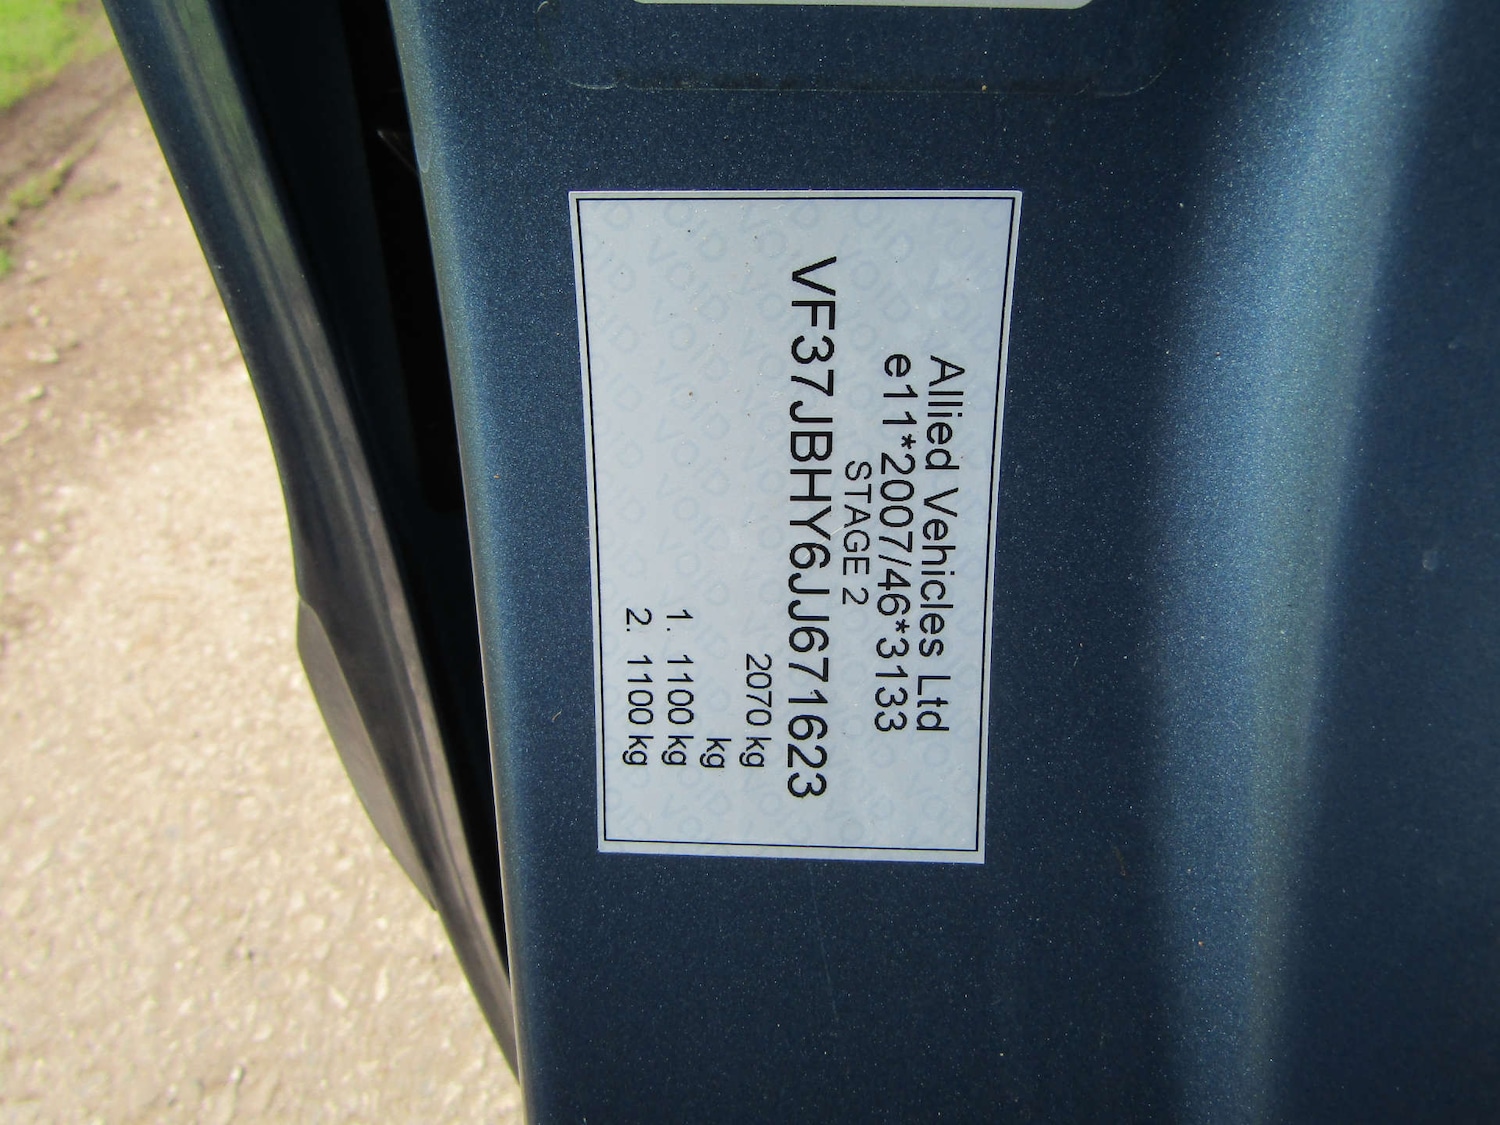 Allied Vehicles Ltd
e11*2007/46*3133
STAGE 2
VF37JBHY6JJ671623
2070 kg
kg
1. 1100 kg
2. 1100 kg